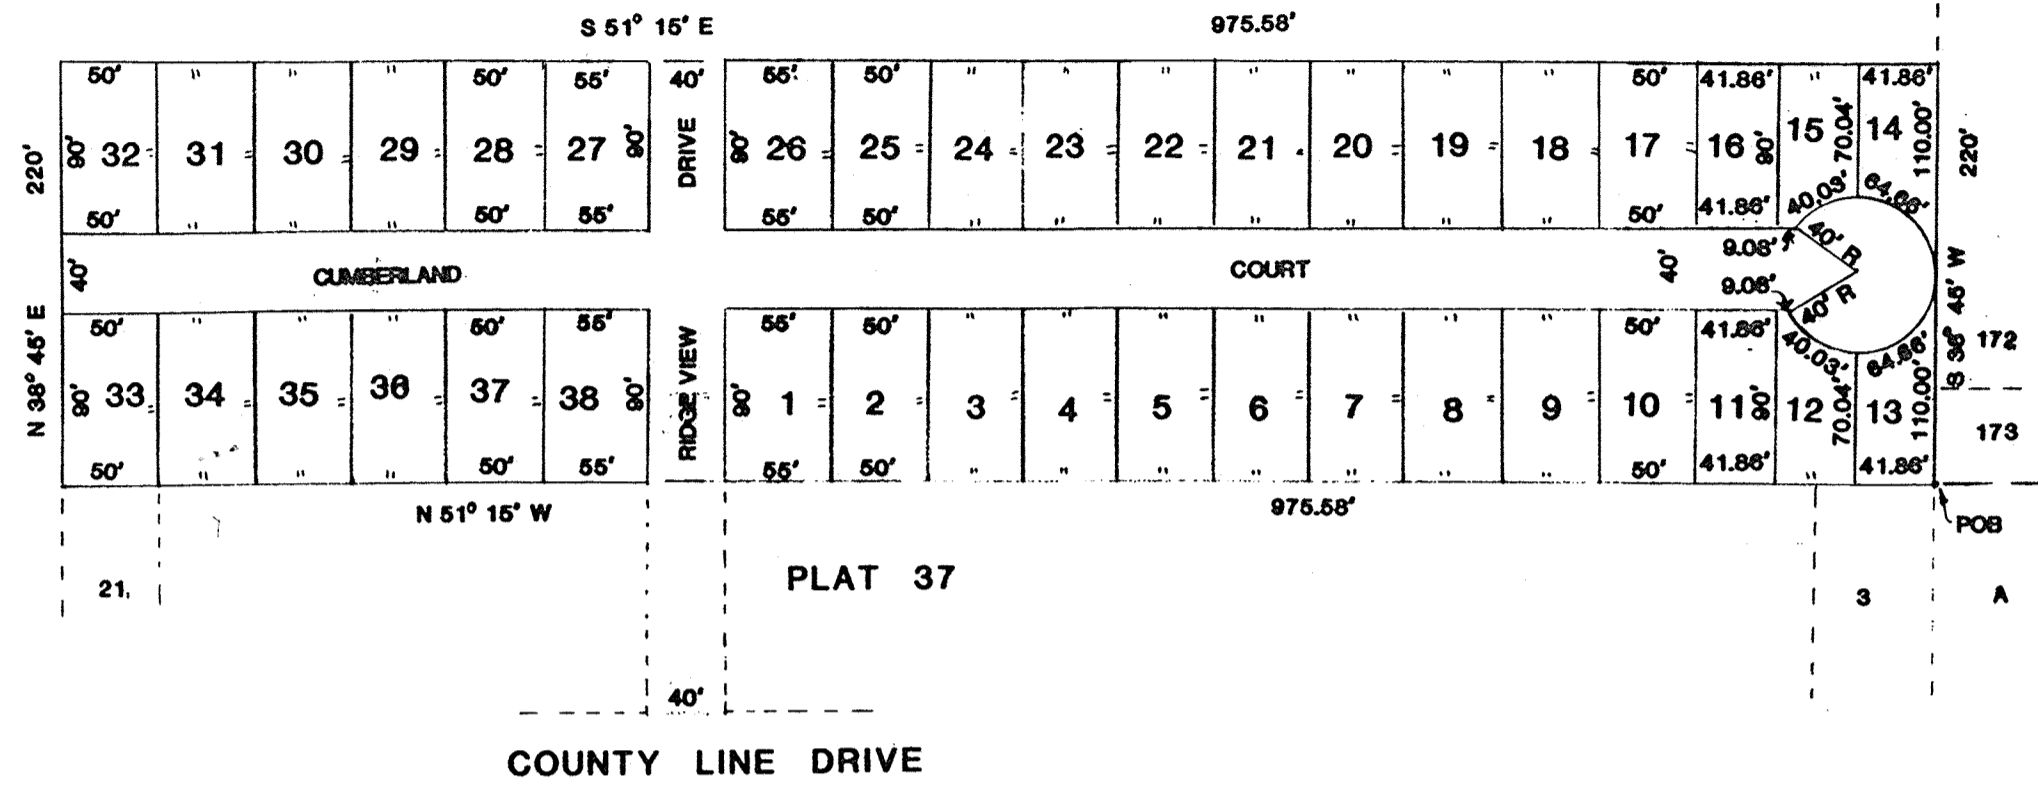 S 51° 15' E 975.58'
50' " " " 50' 55' 40' 55' 50' " " " " " " " 50' 41.86' " 41.86'
220' 90' 32 = 31 = 30 = 29 = 28 = 27 90' DRIVE 90' 26 = 25 = 24 = 23 = 22 = 21 . 20 = 19 = 18 = 17 = 16 90' 15 70.04' 14 110.00' 220'
50' " " " 50' 55' 55' 50' " " " " " " " 50' 41.86' 40.03' 64.66'
40' CUMBERLAND COURT 40' 9.08' 40' R
9.08' 40' R
N 38° 45' E S 38° 45' W
50' " " " 50' 55' 55' 50' " " " " " " " 50' 41.86' 40.03' 64.66' 172
90' 33 = 34 = 35 = 36 = 37 = 38 90' RIDGE VIEW 90' 1 = 2 = 3 = 4 = 5 = 6 = 7 = 8 = 9 = 10 = 11 90' 12 70.04' 13 110.00' 173
50' " " " 50' 55' 55' 50' " " " " " " " 50' 41.86' " 41.86'
N 51° 15' W 975.58'
POB
21. PLAT 37 3 A
40'
COUNTY LINE DRIVE